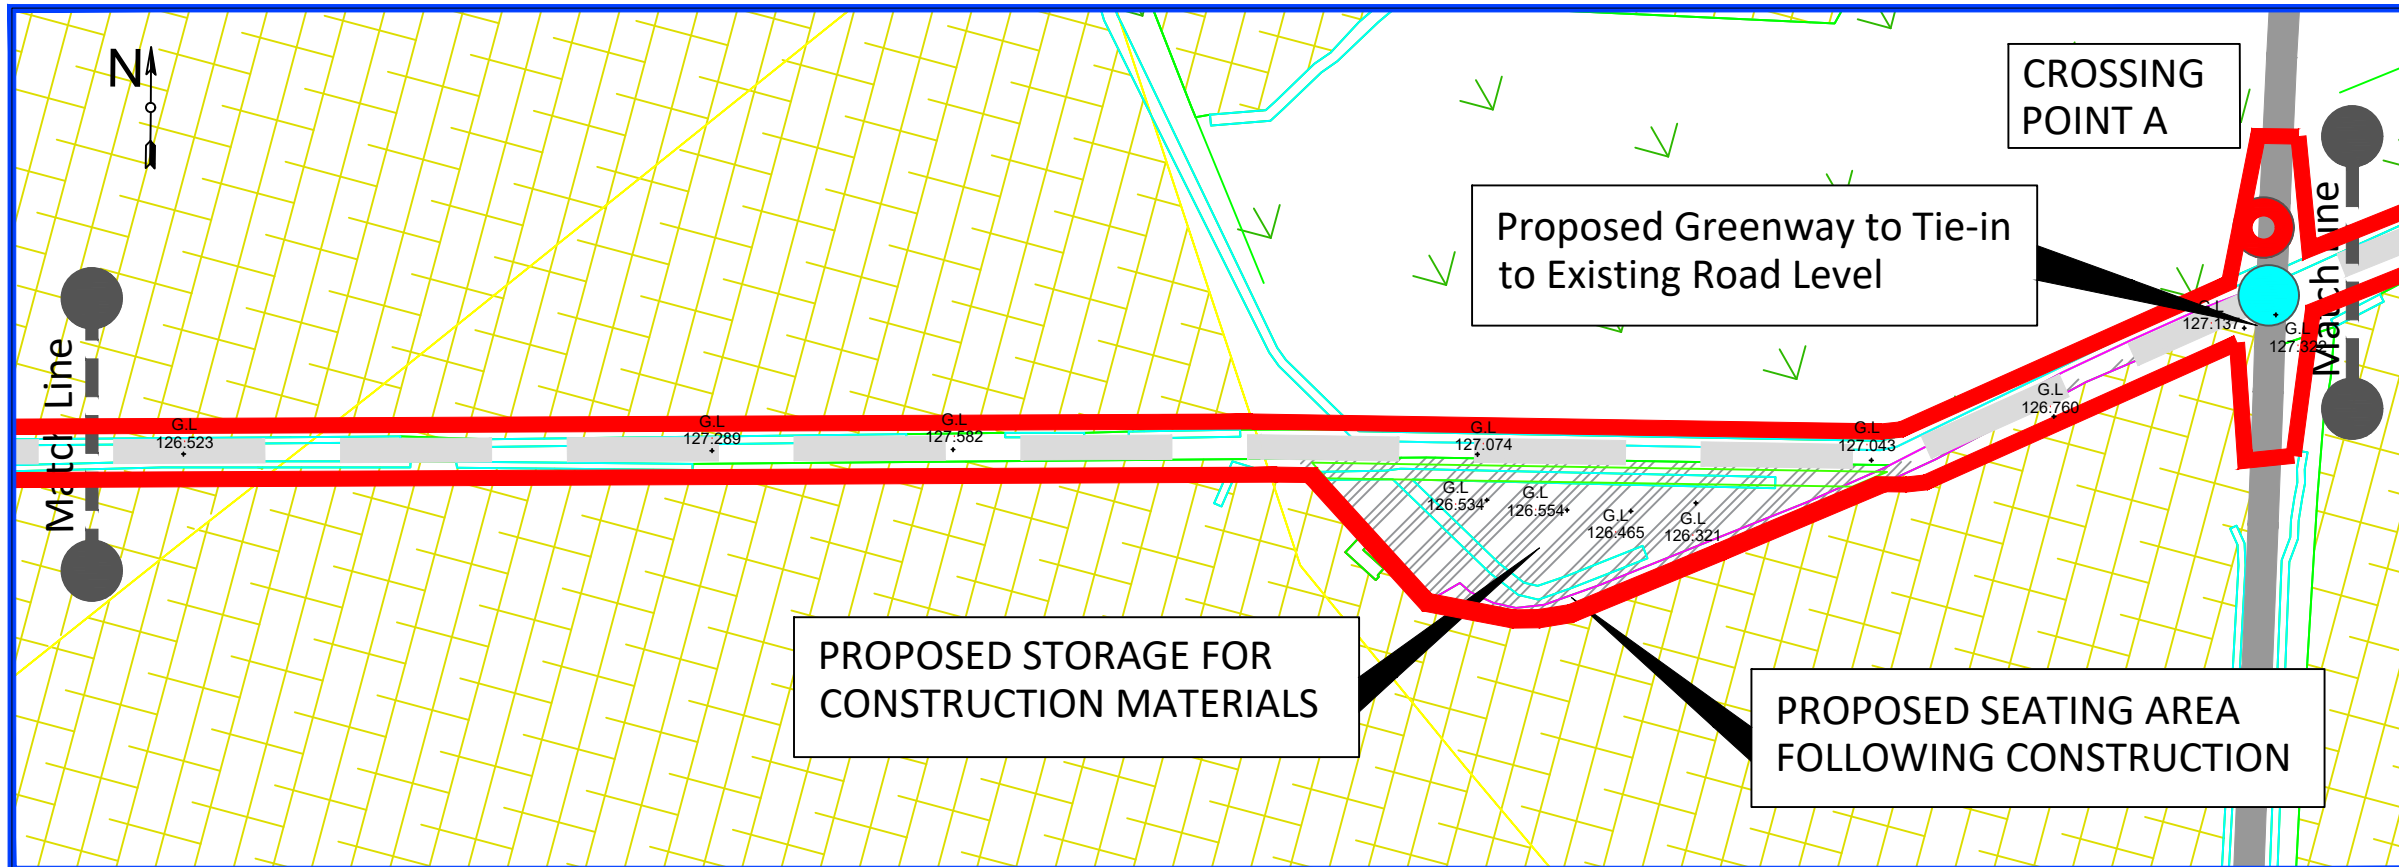 N
CROSSING
POINT A
Proposed Greenway to Tie-in
to Existing Road Level
Match Line
Match Line
G.L
126.523
G.L
127.289
G.L
127.582
G.L
127.074
G.L
127.043
G.L
126.760
G.L
127.137
G.L
G.L
126.534
G.L
126.554
G.L
126.465
G.L
126.321
PROPOSED STORAGE FOR
CONSTRUCTION MATERIALS
PROPOSED SEATING AREA
FOLLOWING CONSTRUCTION